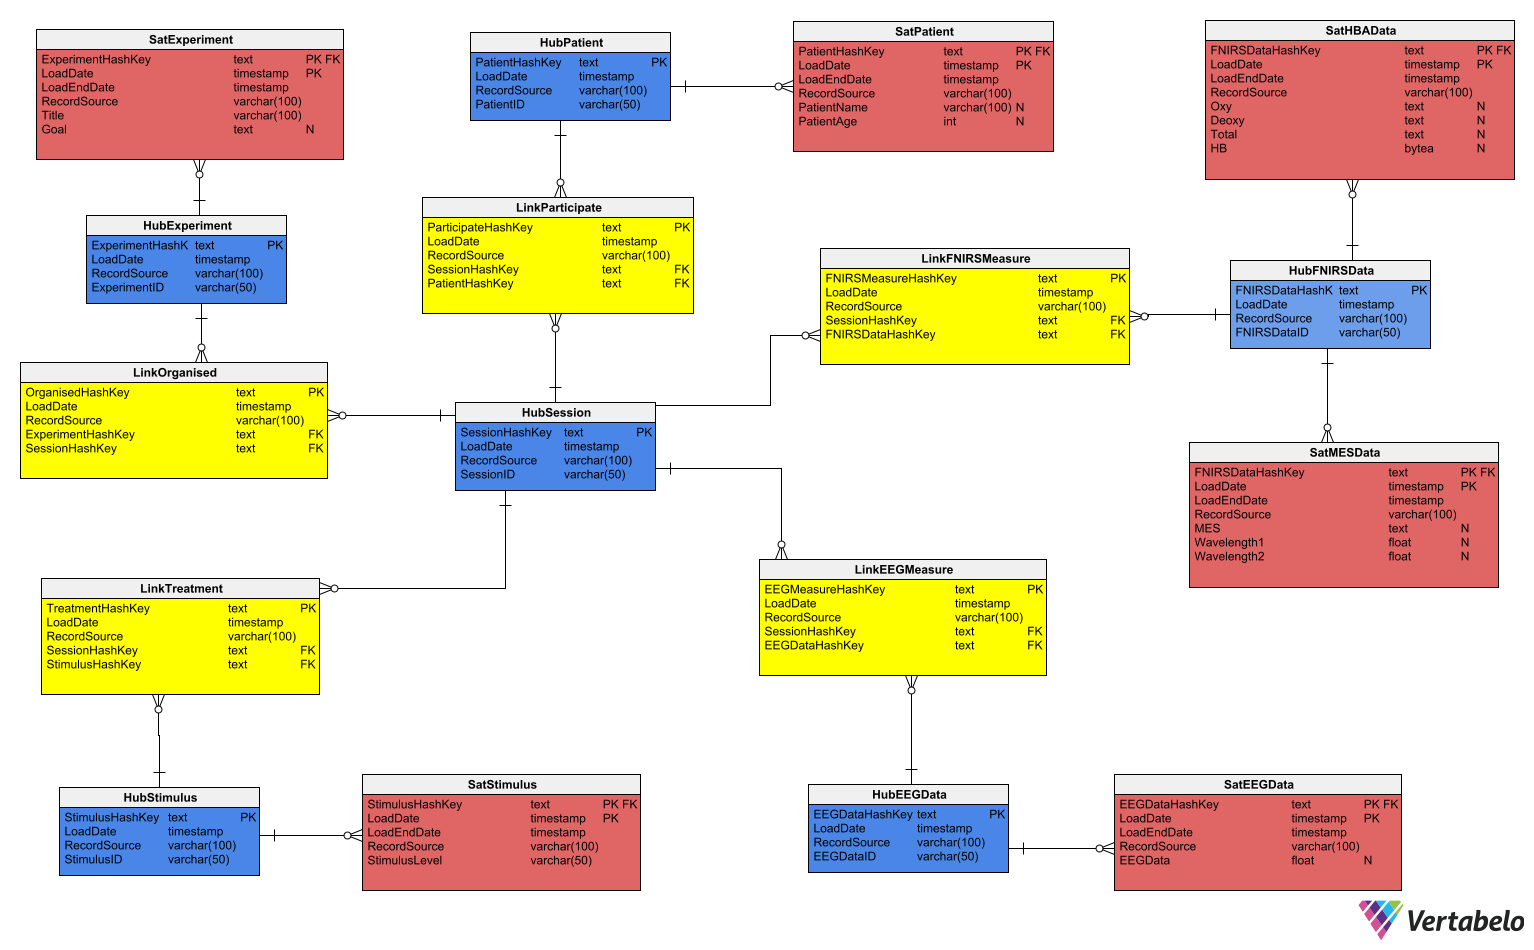 SatExperiment
ExperimentHashKey text PK FK
LoadDate timestamp PK
LoadEndDate timestamp
RecordSource varchar(100)
Title varchar(100)
Goal text N
HubPatient
PatientHashKey text PK
LoadDate timestamp
RecordSource varchar(100)
PatientID varchar(50)
SatPatient
PatientHashKey text PK FK
LoadDate timestamp PK
LoadEndDate timestamp
RecordSource varchar(100)
PatientName varchar(100) N
PatientAge int N
SatHBAData
FNIRSDataHashKey text PK FK
LoadDate timestamp PK
LoadEndDate timestamp
RecordSource varchar(100)
Oxy text N
Deoxy text N
Total text N
HB bytea N
HubExperiment
ExperimentHashK text PK
LoadDate timestamp
RecordSource varchar(100)
ExperimentID varchar(50)
LinkParticipate
ParticipateHashKey text PK
LoadDate timestamp
RecordSource varchar(100)
SessionHashKey text FK
PatientHashKey text FK
LinkFNIRSMeasure
FNIRSMeasureHashKey text PK
LoadDate timestamp
RecordSource varchar(100)
SessionHashKey text FK
FNIRSDataHashKey text FK
HubFNIRSData
FNIRSDataHashK text PK
LoadDate timestamp
RecordSource varchar(100)
FNIRSDataID varchar(50)
LinkOrganised
OrganisedHashKey text PK
LoadDate timestamp
RecordSource varchar(100)
ExperimentHashKey text FK
SessionHashKey text FK
HubSession
SessionHashKey text PK
LoadDate timestamp
RecordSource varchar(100)
SessionID varchar(50)
SatMESData
FNIRSDataHashKey text PK FK
LoadDate timestamp PK
LoadEndDate timestamp
RecordSource varchar(100)
MES text N
Wavelength1 float N
Wavelength2 float N
LinkTreatment
TreatmentHashKey text PK
LoadDate timestamp
RecordSource varchar(100)
SessionHashKey text FK
StimulusHashKey text FK
LinkEEGMeasure
EEGMeasureHashKey text PK
LoadDate timestamp
RecordSource varchar(100)
SessionHashKey text FK
EEGDataHashKey text FK
HubStimulus
StimulusHashKey text PK
LoadDate timestamp
RecordSource varchar(100)
StimulusID varchar(50)
SatStimulus
StimulusHashKey text PK FK
LoadDate timestamp PK
LoadEndDate timestamp
RecordSource varchar(100)
StimulusLevel varchar(50)
HubEEGData
EEGDataHashKey text PK
LoadDate timestamp
RecordSource varchar(100)
EEGDataID varchar(50)
SatEEGData
EEGDataHashKey text PK FK
LoadDate timestamp PK
LoadEndDate timestamp
RecordSource varchar(100)
EEGData float N
Vertabelo